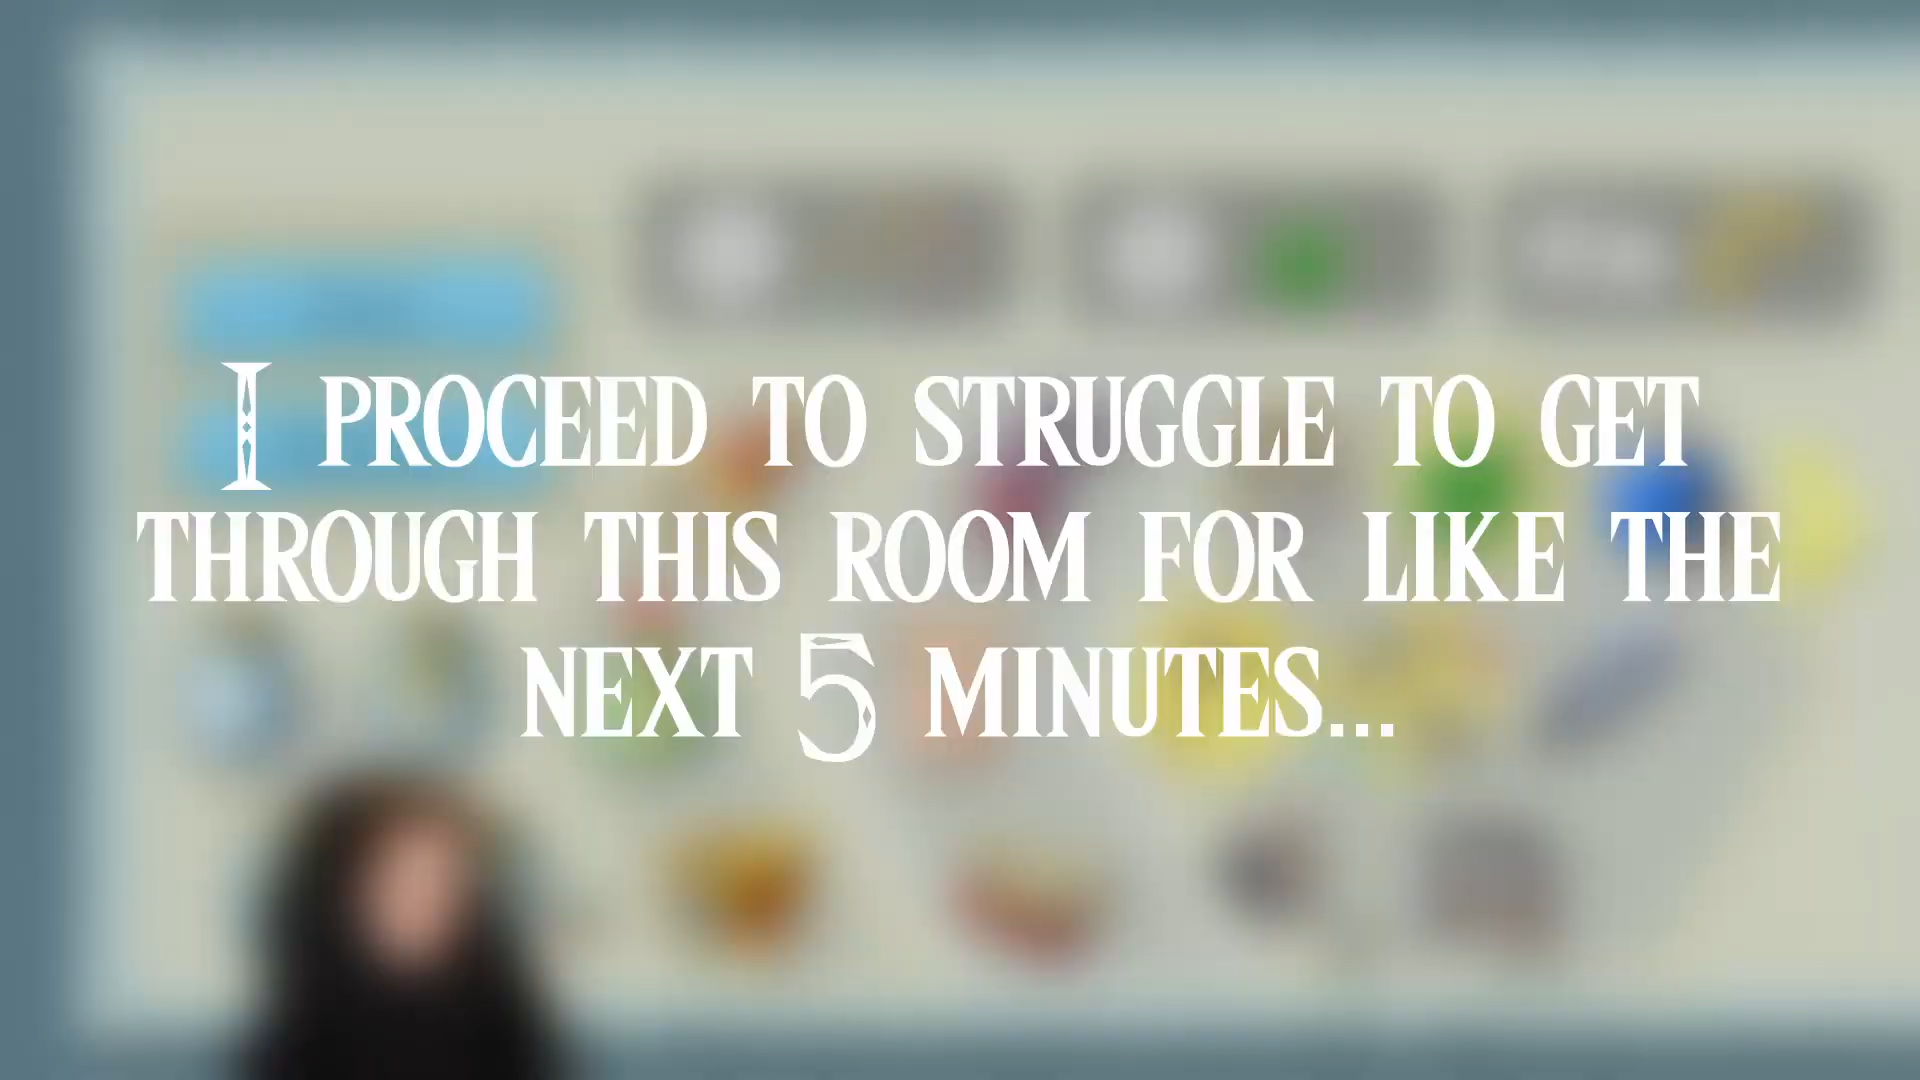 I PROCEED TO STRUGGLE TO GET
THROUGH THIS ROOM FOR LIKE THE
NEXT 5 MINUTES...